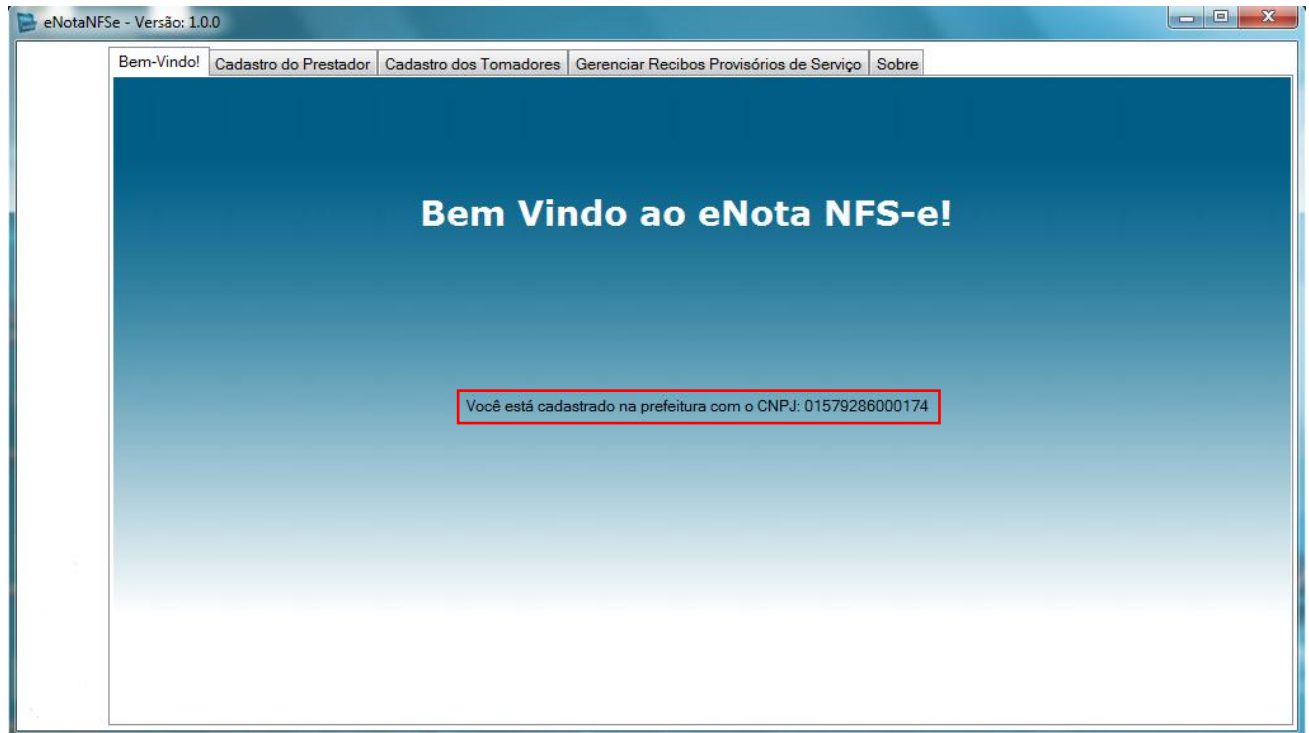 eNotaNFSe - Versão: 1.0.0
Bem-Vindo! Cadastro do Prestador Cadastro dos Tomadores Gerenciar Recibos Provisórios de Serviço Sobre
Bem Vindo ao eNota NFS-e!
Você está cadastrado na prefeitura com o CNPJ: 01579286000174